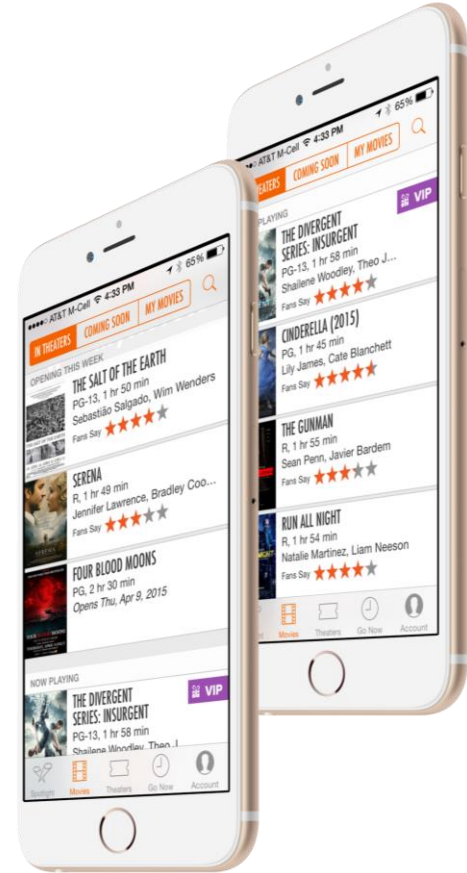 AT&T M-Cell 4:33 PM 65%
IN THEATERS COMING SOON MY MOVIES
OPENING THIS WEEK
THE SALT OF THE EARTH
PG-13, 1 hr 50 min
Sebastião Salgado, Wim Wenders
Fans Say
SERENA
R, 1 hr 49 min
Jennifer Lawrence, Bradley Coo...
Fans Say
SERENA
FOUR BLOOD MOONS
PG, 2 hr 30 min
Opens Thu, Apr 9, 2015
NOW PLAYING
VIP
THE DIVERGENT
SERIES: INSURGENT
PG-13, 1 hr 58 min
Shailene Woodley, Theo J
Spotlight Movies Theaters Go Now Account
AT&T M-Cell 4:33 PM 65%
HEATERS COMING SOON MY MOVIES
PLAYING
VIP
THE DIVERGENT
SERIES: INSURGENT
PG-13, 1 hr 58 min
Shailene Woodley, Theo J...
Fans Say
CINDERELLA (2015)
PG, 1 hr 45 min
Lily James, Cate Blanchett
Fans Say
THE GUNMAN
R, 1 hr 55 min
Sean Penn, Javier Bardem
Fans Say
RUN ALL NIGHT
R, 1 hr 54 min
Natalie Martinez, Liam Neeson
Fans Say
Movies Theaters Go Now Account